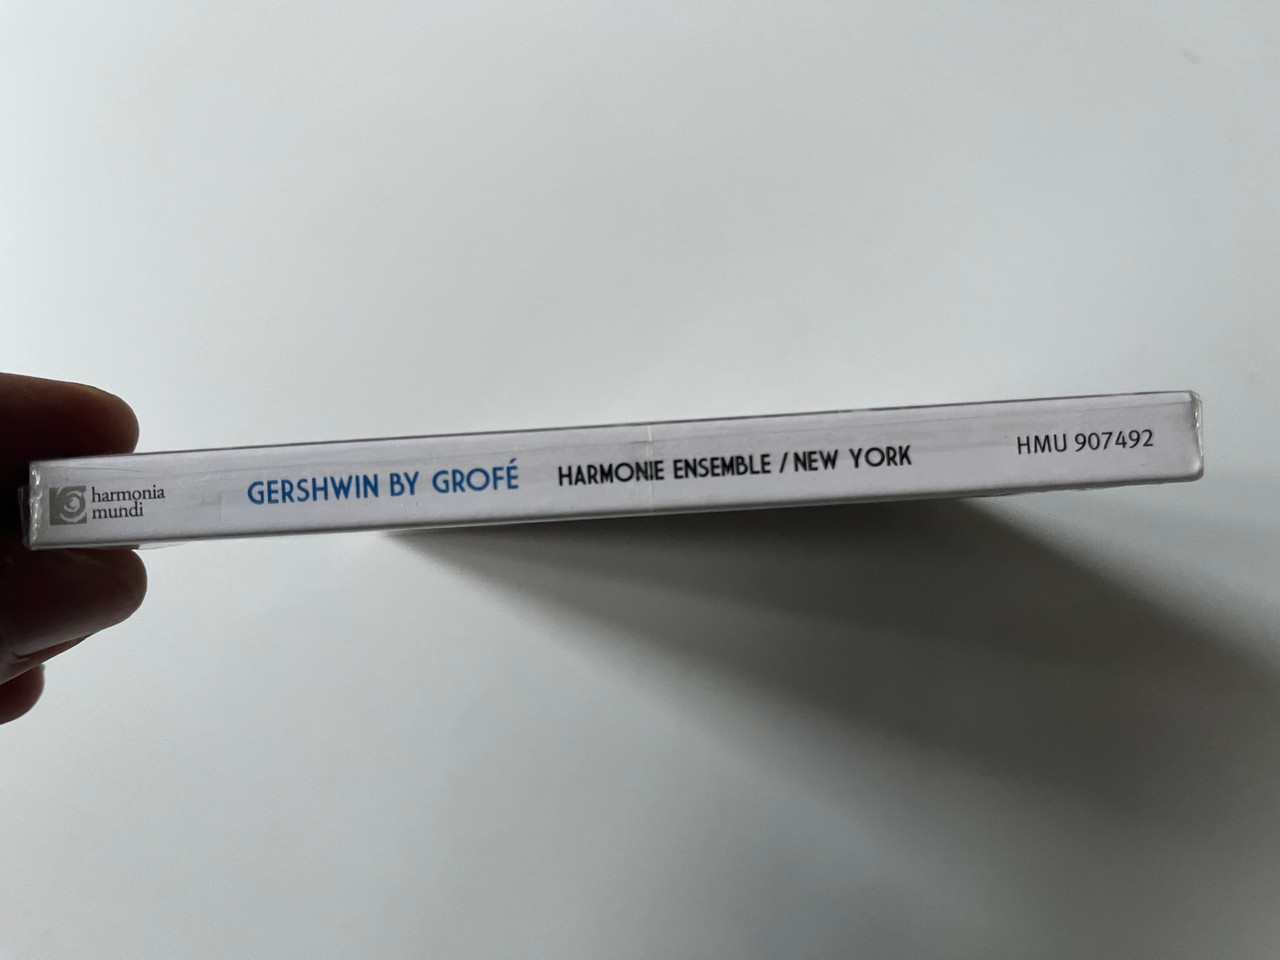 harmonia
mundi
GERSHWIN BY GROFÉ HARMONIE ENSEMBLE / NEW YORK HMU 907492